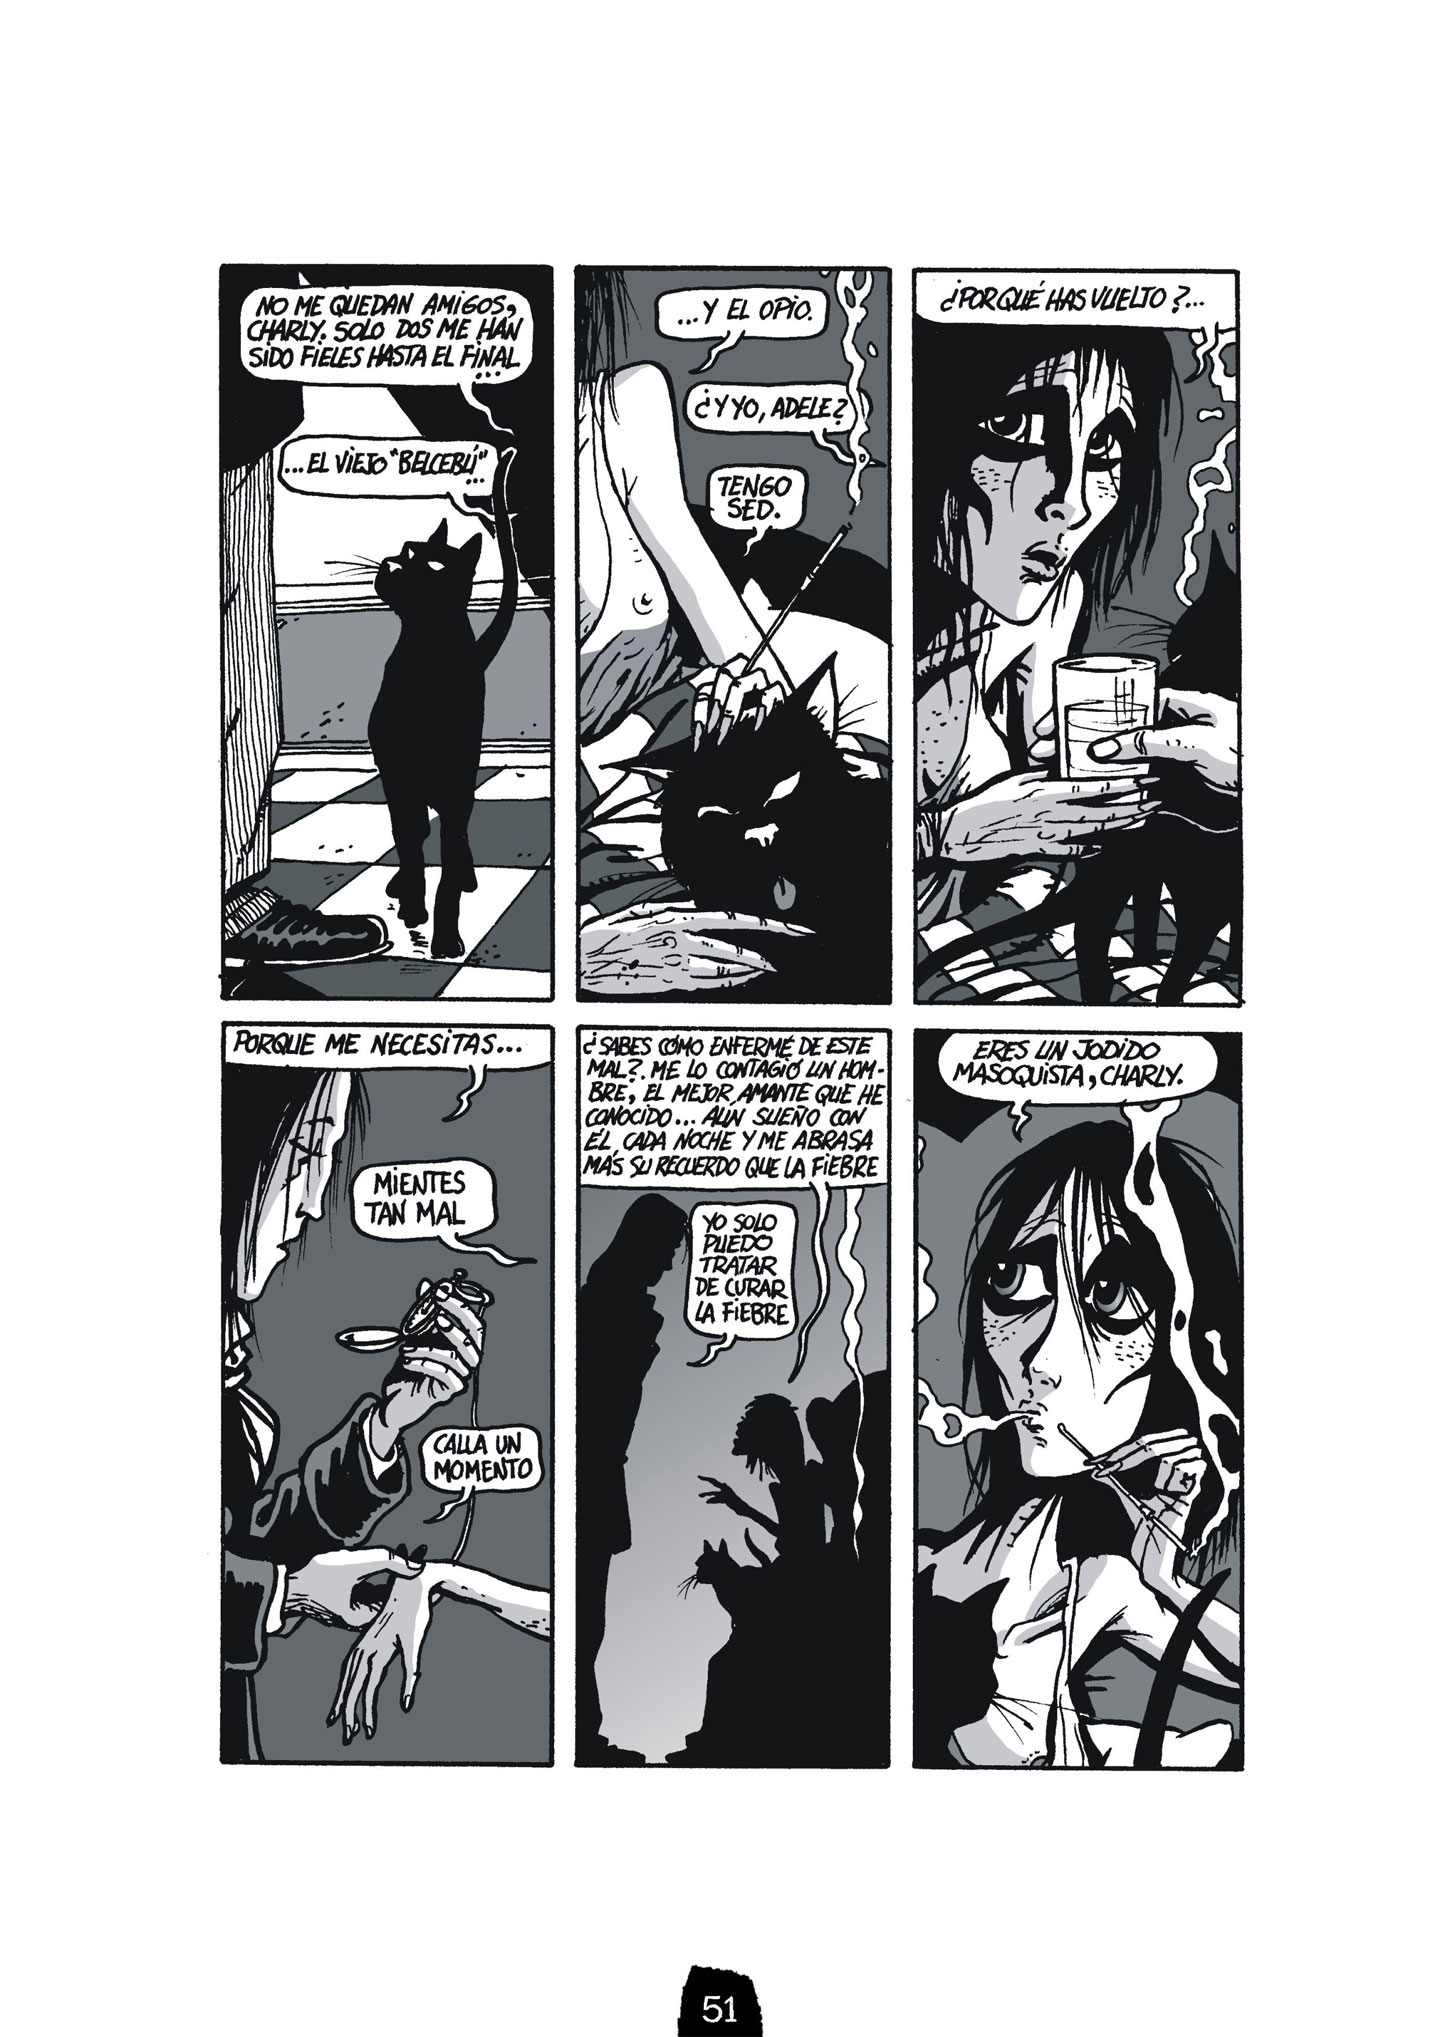 NO ME QUEDAN AMIGOS,
CHARLY. SOLO DOS ME HAN
SIDO FIELES HASTA EL FINAL
...
...EL VIEJO "BELCEBÚ"
...
...Y EL OPIO.
¿Y YO, ADELE?
TENGO
SED.
¿POR QUÉ HAS VUELTO?...
PORQUE ME NECESITAS...
MIENTES
TAN MAL
CALLA UN
MOMENTO
¿SABES CÓMO ENFERMÉ DE ESTE
MAL?. ME LO CONTAGIÓ UN HOM-
BRE, EL MEJOR AMANTE QUE HE
CONOCIDO... AÚN SUEÑO CON
ÉL CADA NOCHE Y ME ABRASA
MÁS SU RECUERDO QUE LA FIEBRE
YO SOLO
PUEDO
TRATAR
DE CURAR
LA FIEBRE
ERES UN JODIDO
MASOQUISTA, CHARLY.
51